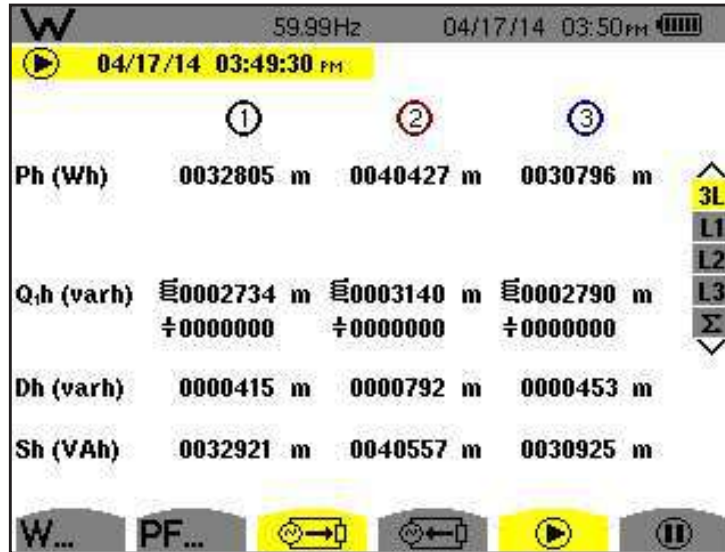 W 59.99Hz 04/17/14 03:50PM
04/17/14 03:49:30 PM
1 2 3
Ph (Wh) 0032805 m 0040427 m 0030796 m
3L
L1
L2
Q₁h (varh) 0002734 m 0003140 m 0002790 m
L3
0000000 0000000 0000000
Σ
Dh (varh) 0000415 m 0000792 m 0000453 m
Sh (VAh) 0032921 m 0040557 m 0030925 m
W... PF...